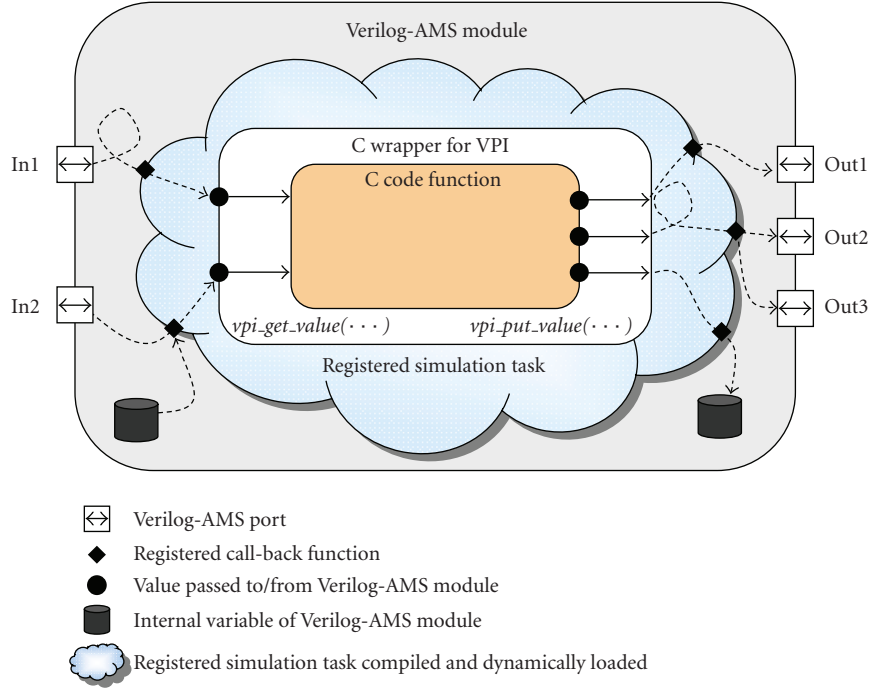 Verilog-AMS module
C wrapper for VPI
C code function
In1
Out1
Out2
In2
Out3
vpi_get_value(· · ·)
vpi_put_value(· · ·)
Registered simulation task
Verilog-AMS port
Registered call-back function
Value passed to/from Verilog-AMS module
Internal variable of Verilog-AMS module
Registered simulation task compiled and dynamically loaded